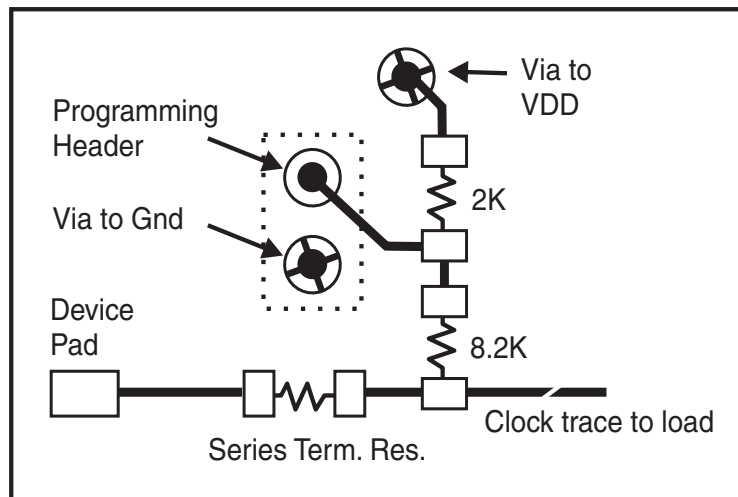 Via to
VDD
Programming
Header
2K
Via to Gnd
Device
Pad
8.2K
Clock trace to load
Series Term. Res.